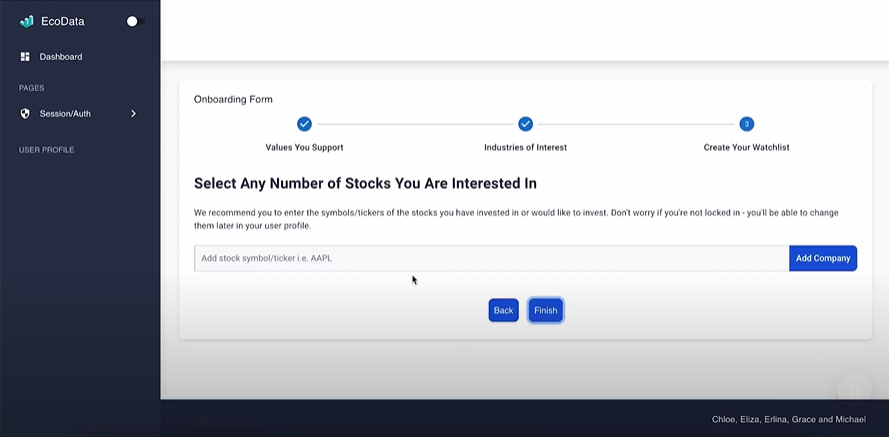 EcoData
Dashboard
PAGES
Session/Auth
USER PROFILE
Onboarding Form
3
Values You Support
Industries of Interest
Create Your Watchlist
Select Any Number of Stocks You Are Interested In
We recommend you to enter the symbols/tickers of the stocks you have invested in or would like to invest. Don't worry if you're not locked in - you'll be able to change
them later in your user profile.
Add stock symbol/ticker i.e. AAPL
Add Company
Back
Finish
Chloe, Eliza, Erlina, Grace and Michael